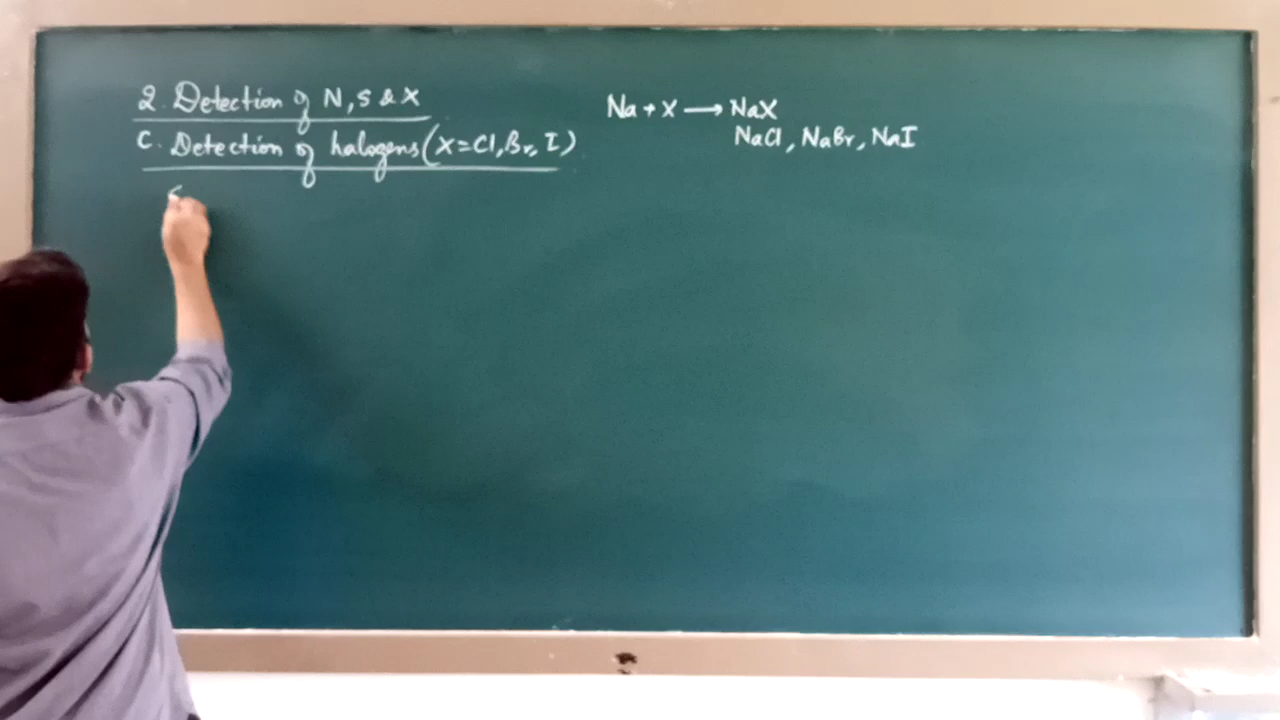 2. Detection of N, S & X
C. Detection of halogens (X=Cl, Br, I)
Na + X ⟶ NaX
NaCl, NaBr, NaI